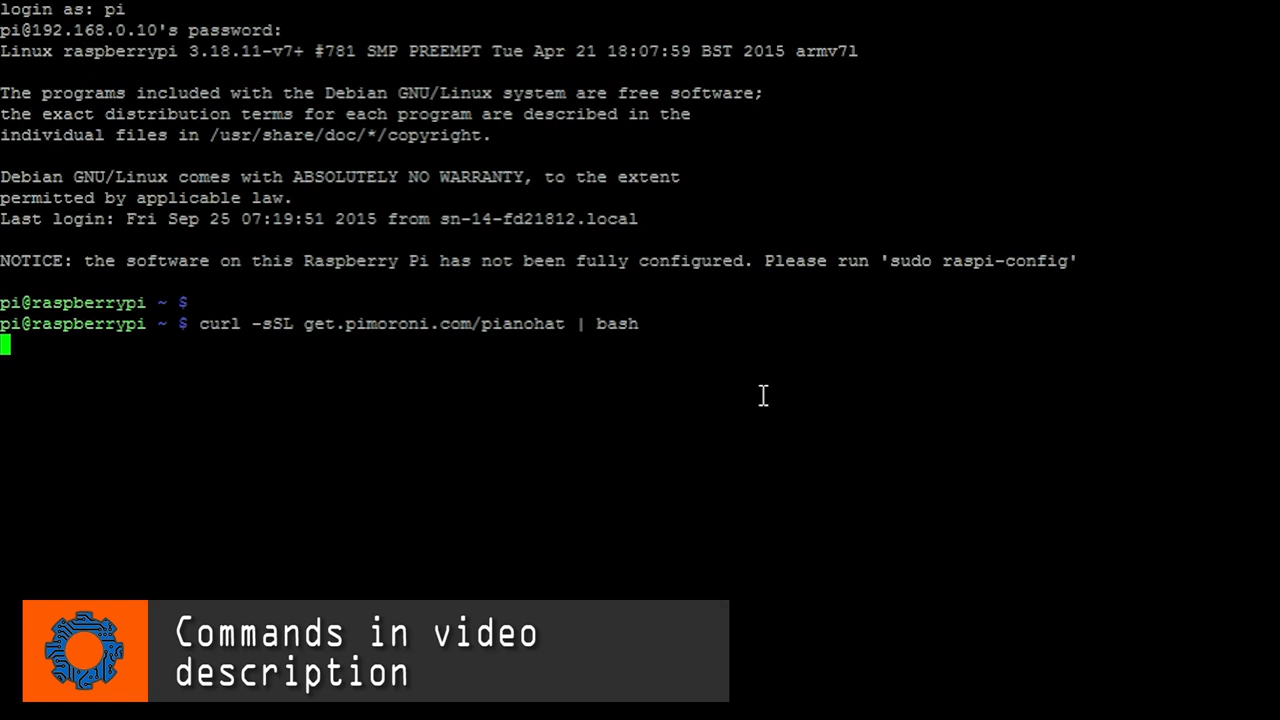 login as: pi
pi@192.168.0.10's password:
Linux raspberrypi 3.18.11-v7+ #781 SMP PREEMPT Tue Apr 21 18:07:59 BST 2015 armv7l
The programs included with the Debian GNU/Linux system are free software;
the exact distribution terms for each program are described in the
individual files in /usr/share/doc/*/copyright.
Debian GNU/Linux comes with ABSOLUTELY NO WARRANTY, to the extent
permitted by applicable law.
Last login: Fri Sep 25 07:19:51 2015 from sn-14-fd21812.local
NOTICE: the software on this Raspberry Pi has not been fully configured. Please run 'sudo raspi-config'
pi@raspberrypi ~ $
pi@raspberrypi ~ $ curl -sSL get.pimoroni.com/pianohat | bash
Commands in video
description